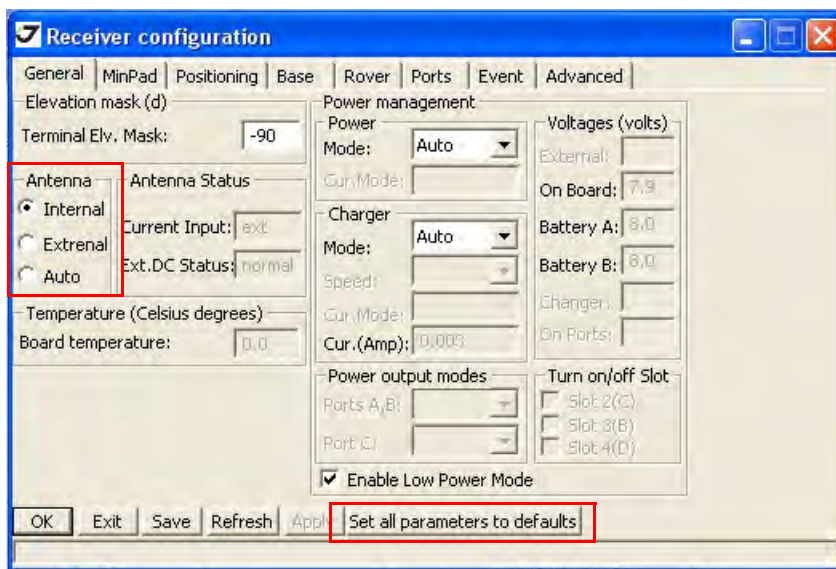 Receiver configuration
General MinPad Positioning Base Rover Ports Event Advanced
Elevation mask (d)
Terminal Elv. Mask: -90
Antenna
Internal
Extrenal
Auto
Antenna Status
Current Input: ext
Ext.DC Status: normal
Temperature (Celsius degrees)
Board temperature: 0,0
Power management
Power
Mode: Auto
Cur.Mode:
Charger
Mode: Auto
Speed:
Cur.Mode:
Cur.(Amp): 0,003
Power output modes
Ports A,B:
Port C:
Voltages (volts)
External:
On Board: 7,9
Battery A: 8,0
Battery B: 8,0
Changer:
On Ports:
Turn on/off Slot
Slot 2(C)
Slot 3(B)
Slot 4(D)
Enable Low Power Mode
OK Exit Save Refresh Apply Set all parameters to defaults